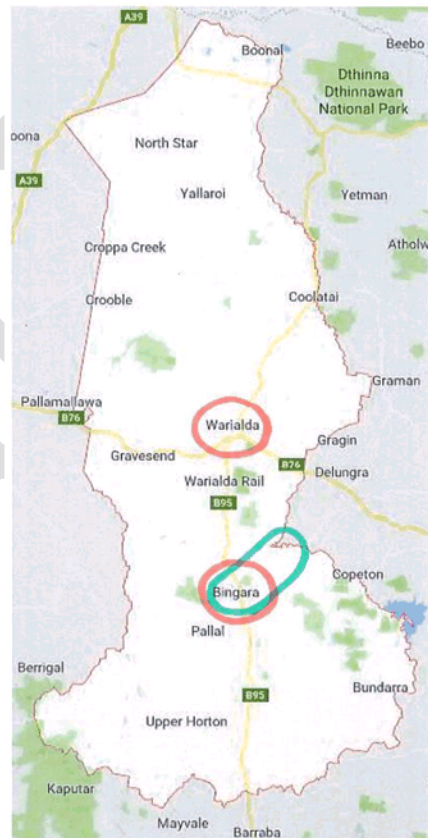 A39
Boonal
Beebo
Dthinna
Dthinnawan
National Park
oona
North Star
A39
Yallaroi
Yetman
Croppa Creek
Atholw
Crooble
Coolatai
Graman
Pallamallawa
B76
Warialda
Gragin
Gravesend
B76
Delungra
Warialda Rail
B95
Copeton
Bingara
Pallal
Berrigal
Bundarra
B95
Upper Horton
Kaputar
Mayvale
Barraba